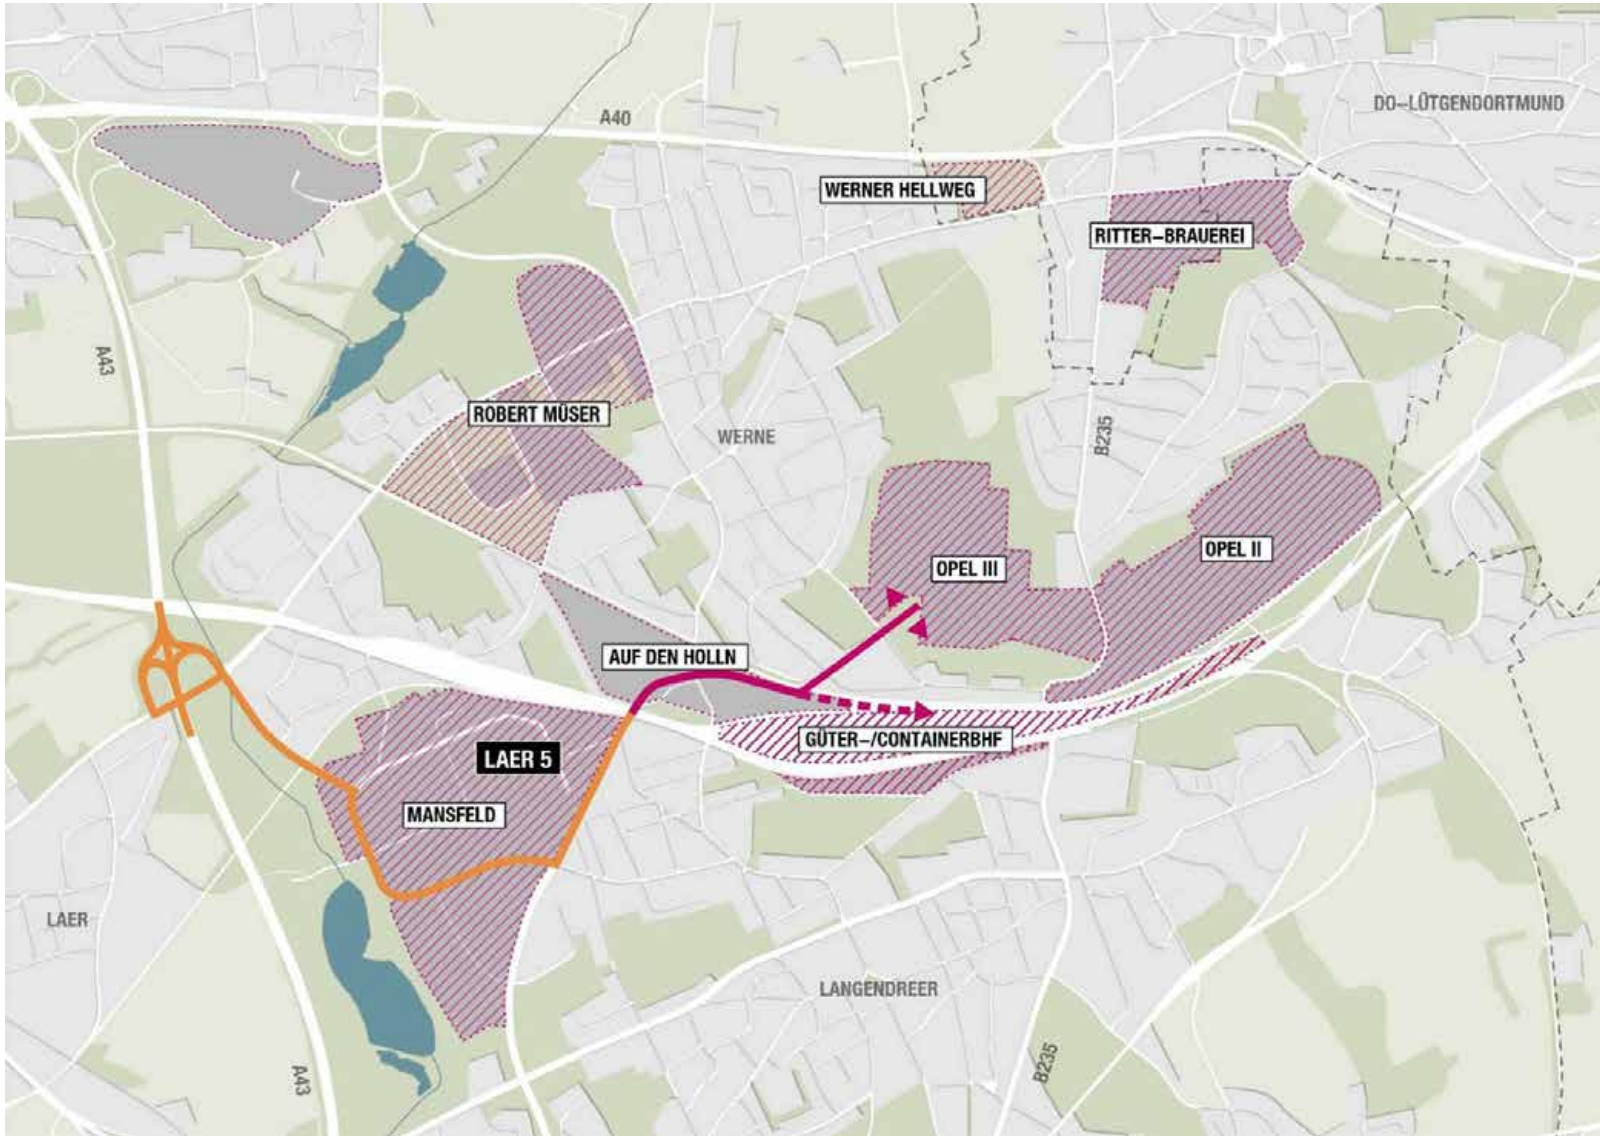 DO–LÜTGENDORTMUND
A40
WERNER HELLWEG
RITTER–BRAUEREI
A43
ROBERT MÜSER
WERNE
B235
OPEL II
OPEL III
AUF DEN HOLLN
GÜTER–/CONTAINERBHF
LAER 5
MANSFELD
LAER
LANGENDREER
B235
A43